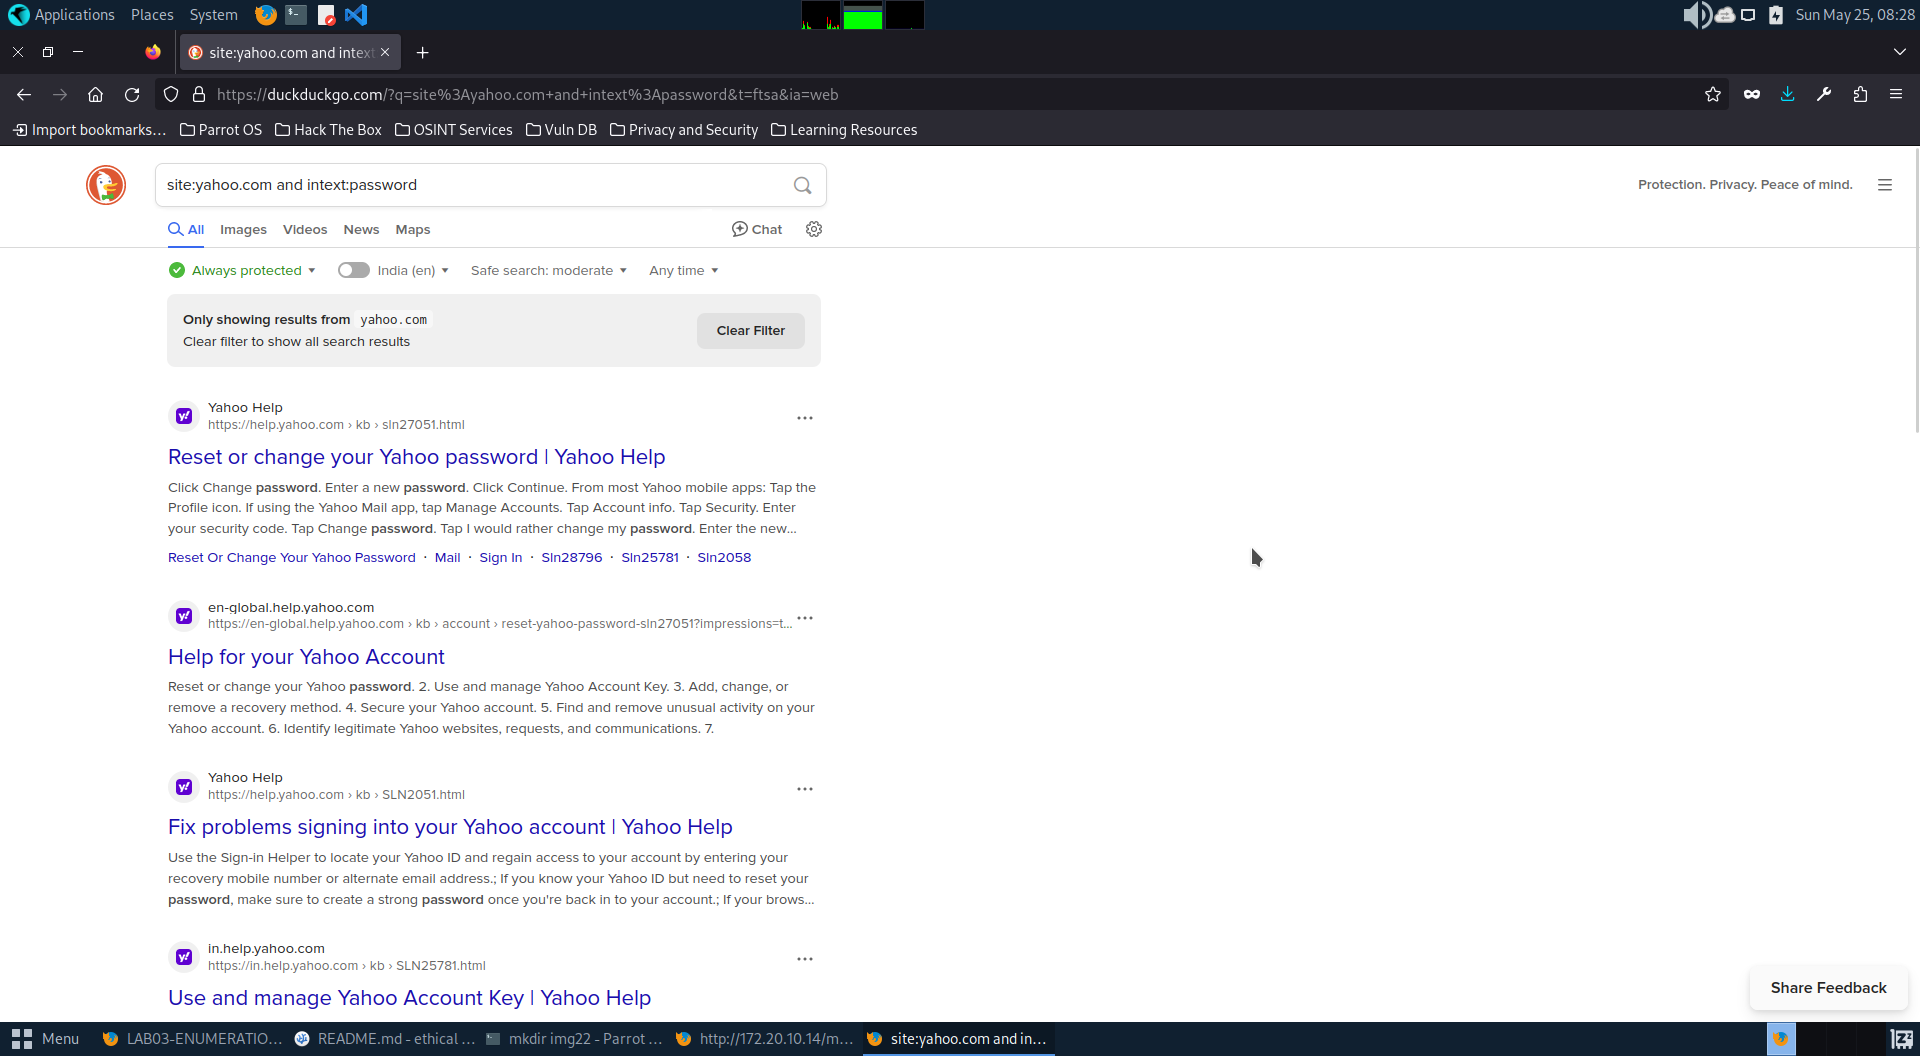 Applications Places System
Sun May 25, 08:28
site:yahoo.com and intext
https://duckduckgo.com/?q=site%3Ayahoo.com+and+intext%3Apassword&t=ftsa&ia=web
Import bookmarks... Parrot OS Hack The Box OSINT Services Vuln DB Privacy and Security Learning Resources
site:yahoo.com and intext:password
Protection. Privacy. Peace of mind.
All Images Videos News Maps Chat
Always protected India (en) Safe search: moderate Any time
Only showing results from yahoo.com
Clear filter to show all search results
Clear Filter
Yahoo Help
https://help.yahoo.com › kb › sln27051.html
Reset or change your Yahoo password | Yahoo Help
Click Change password. Enter a new password. Click Continue. From most Yahoo mobile apps: Tap the
Profile icon. If using the Yahoo Mail app, tap Manage Accounts. Tap Account info. Tap Security. Enter
your security code. Tap Change password. Tap I would rather change my password. Enter the new...
Reset Or Change Your Yahoo Password · Mail · Sign In · Sln28796 · Sln25781 · Sln2058
en-global.help.yahoo.com
https://en-global.help.yahoo.com › kb › account › reset-yahoo-password-sln27051?impressions=t...
Help for your Yahoo Account
Reset or change your Yahoo password. 2. Use and manage Yahoo Account Key. 3. Add, change, or
remove a recovery method. 4. Secure your Yahoo account. 5. Find and remove unusual activity on your
Yahoo account. 6. Identify legitimate Yahoo websites, requests, and communications. 7.
Yahoo Help
https://help.yahoo.com › kb › SLN2051.html
Fix problems signing into your Yahoo account | Yahoo Help
Use the Sign-in Helper to locate your Yahoo ID and regain access to your account by entering your
recovery mobile number or alternate email address.; If you know your Yahoo ID but need to reset your
password, make sure to create a strong password once you're back in to your account.; If your brows...
in.help.yahoo.com
https://in.help.yahoo.com › kb › SLN25781.html
Use and manage Yahoo Account Key | Yahoo Help
Share Feedback
Menu LAB03-ENUMERATIO... README.md - ethical ... mkdir img22 - Parrot ... http://172.20.10.14/m... site:yahoo.com and in...